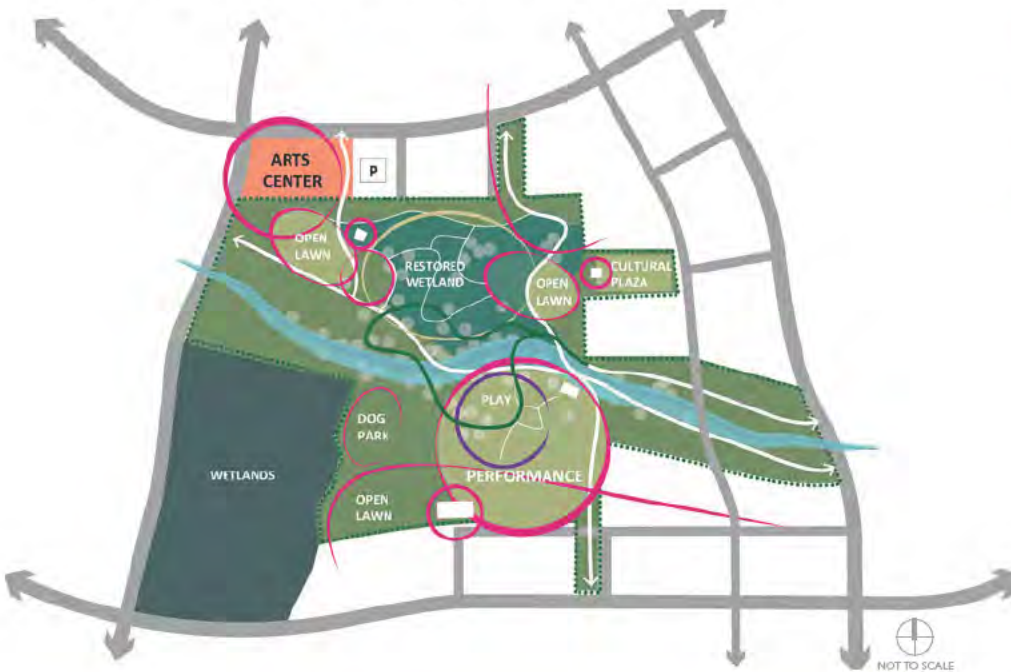 ARTS
CENTER
P
OPEN
LAWN
RESTORED
WETLAND
OPEN
LAWN
CULTURAL
PLAZA
PLAY
DOG
PARK
WETLANDS
PERFORMANCE
OPEN
LAWN
NOT TO SCALE